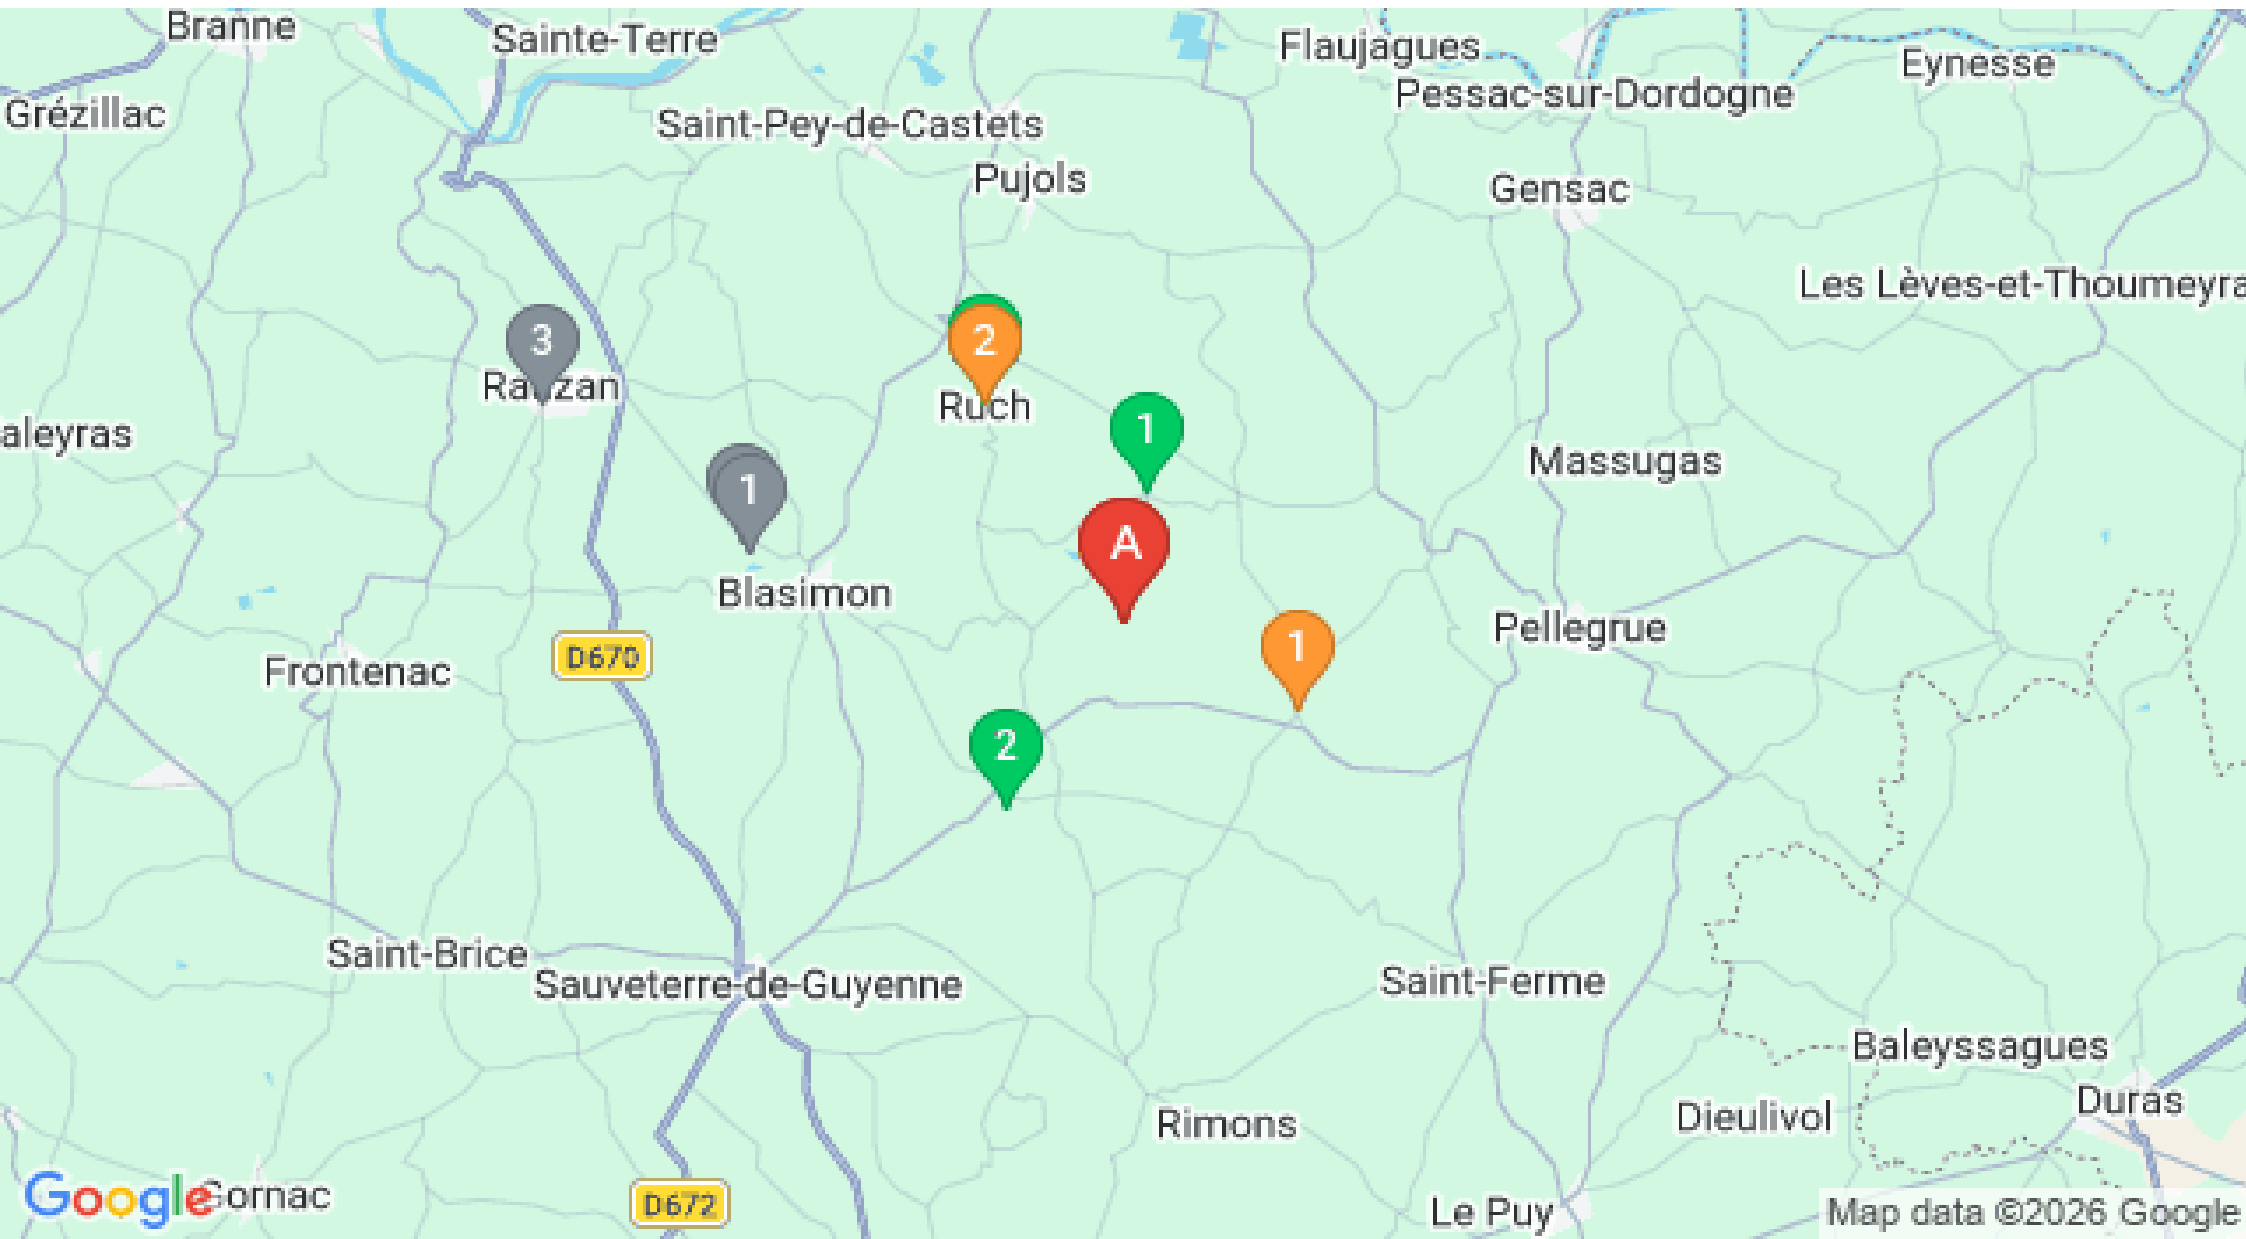 Branne
Sainte-Terre
Flaujagues
Eynesse
Pessac-sur-Dordogne
Grézillac
Saint-Pey-de-Castets
Pujols
Gensac
Les Lèves-et-Thoumeyra
3
2
Rauzan
Ruch
1
aleyras
Massugas
1
A
Blasimon
Pellegrue
1
D670
Frontenac
2
Saint-Brice
Sauveterre-de-Guyenne
Saint-Ferme
Baleyssagues
Duras
Dieulivol
Rimons
Google
Gornac
D672
Le Puy
Map data ©2026 Google